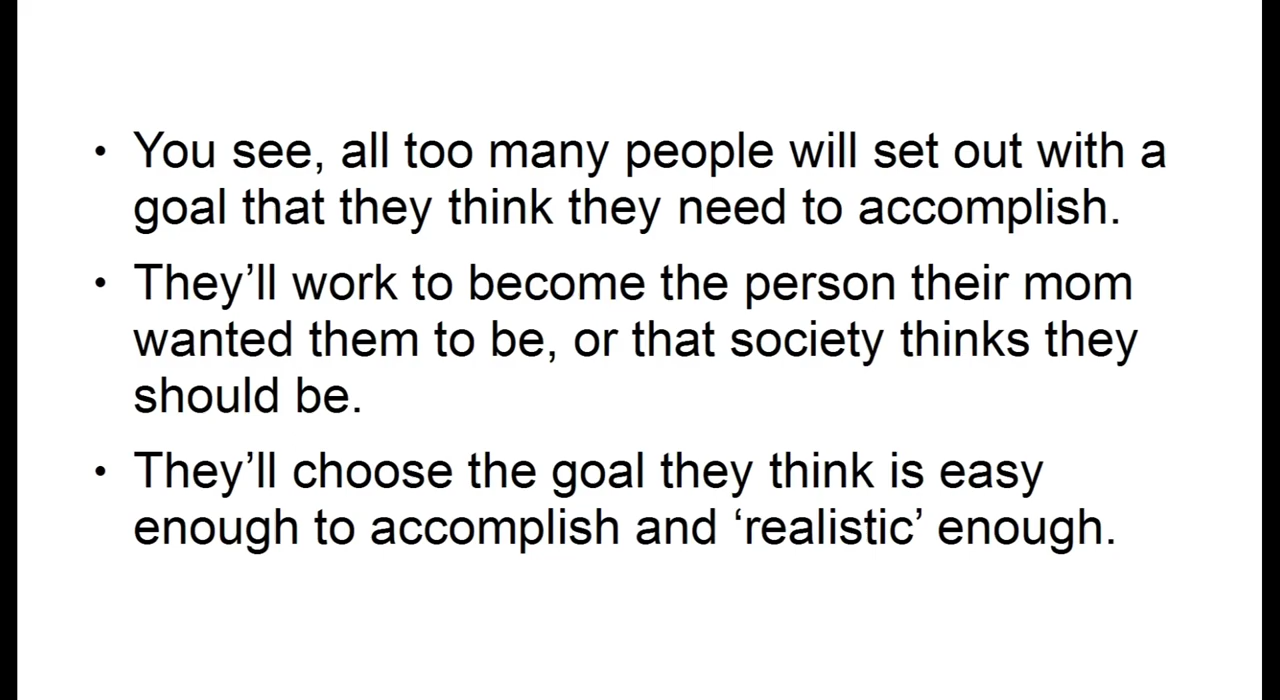 • You see, all too many people will set out with a
goal that they think they need to accomplish.
• They’ll work to become the person their mom
wanted them to be, or that society thinks they
should be.
• They’ll choose the goal they think is easy
enough to accomplish and ‘realistic’ enough.